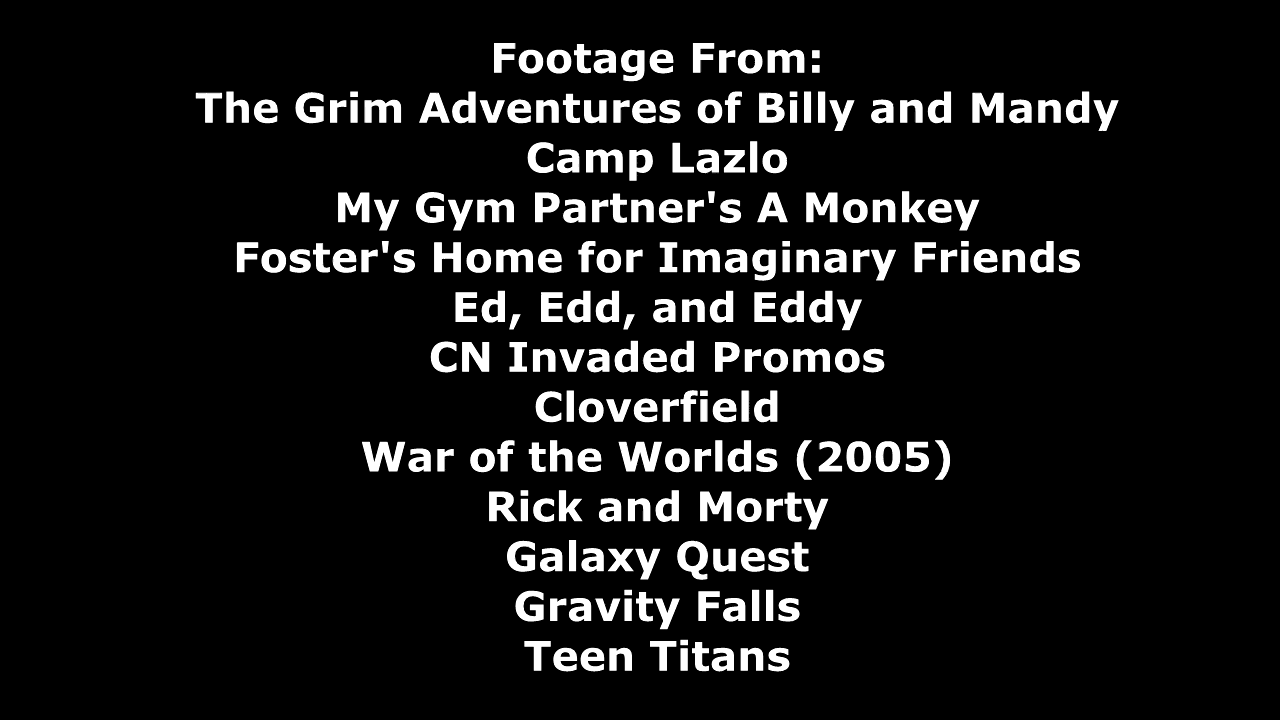 Footage From:
The Grim Adventures of Billy and Mandy
Camp Lazlo
My Gym Partner's A Monkey
Foster's Home for Imaginary Friends
Ed, Edd, and Eddy
CN Invaded Promos
Cloverfield
War of the Worlds (2005)
Rick and Morty
Galaxy Quest
Gravity Falls
Teen Titans